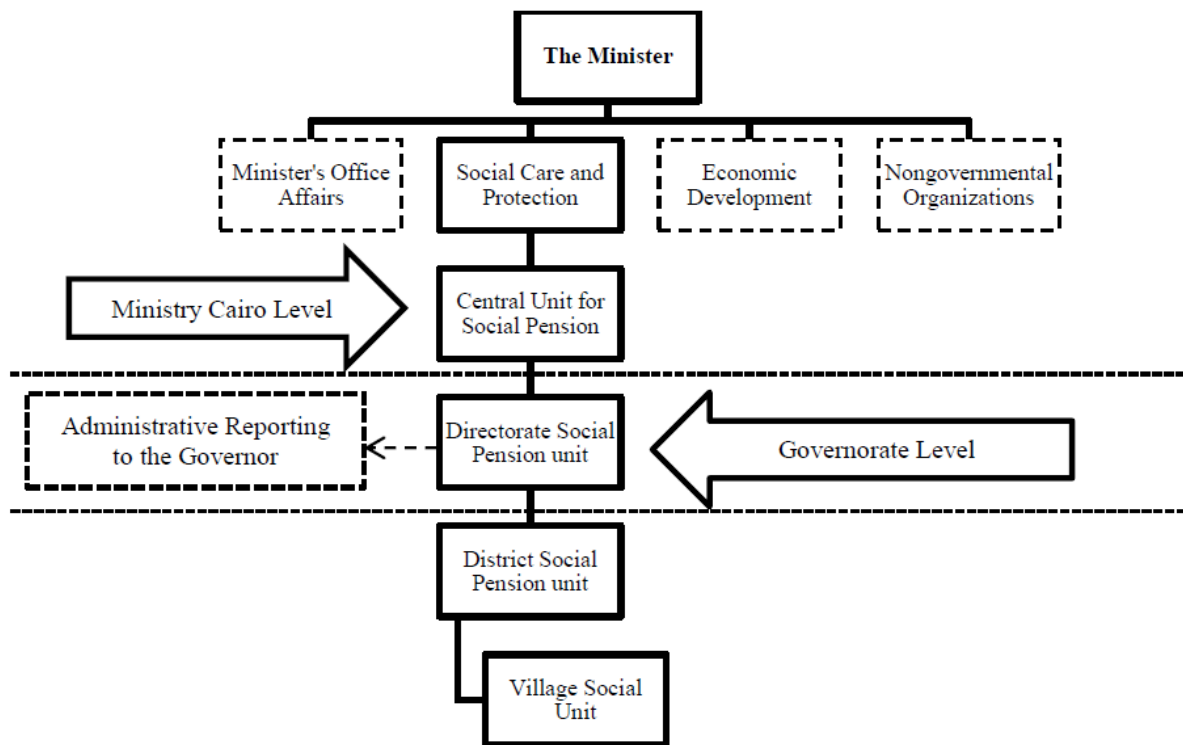 The Minister
Minister's Office
Affairs
Social Care and
Protection
Economic
Development
Nongovernmental
Organizations
Ministry Cairo Level
Central Unit for
Social Pension
Administrative Reporting
to the Governor
Directorate Social
Pension unit
Governorate Level
District Social
Pension unit
Village Social
Unit